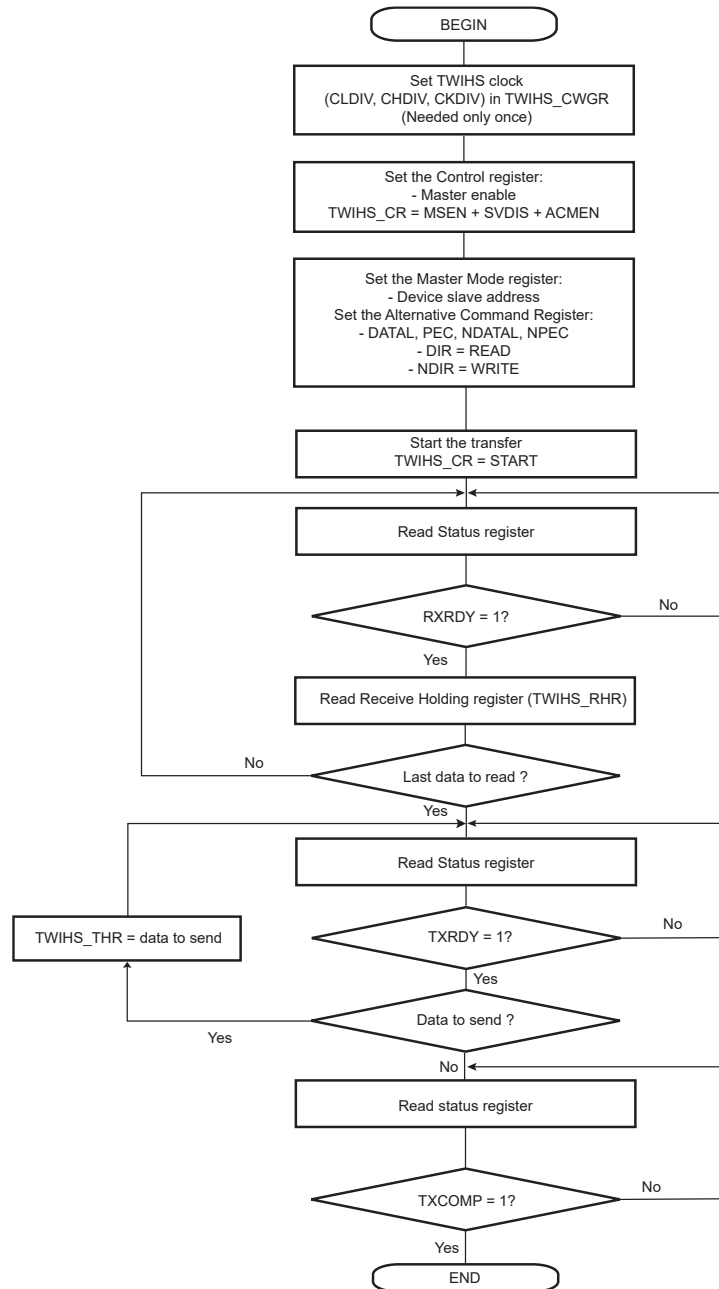 BEGIN
Set TWIHS clock
(CLDIV, CHDIV, CKDIV) in TWIHS_CWGR
(Needed only once)
Set the Control register:
- Master enable
TWIHS_CR = MSEN + SVDIS + ACMEN
Set the Master Mode register:
- Device slave address
Set the Alternative Command Register:
- DATAL, PEC, NDATAL, NPEC
- DIR = READ
- NDIR = WRITE
Start the transfer
TWIHS_CR = START
Read Status register
RXRDY = 1?
No
Yes
Read Receive Holding register (TWIHS_RHR)
No
Last data to read ?
Yes
Read Status register
TWIHS_THR = data to send
TXRDY = 1?
No
Yes
Data to send ?
Yes
No
Read status register
TXCOMP = 1?
No
Yes
END